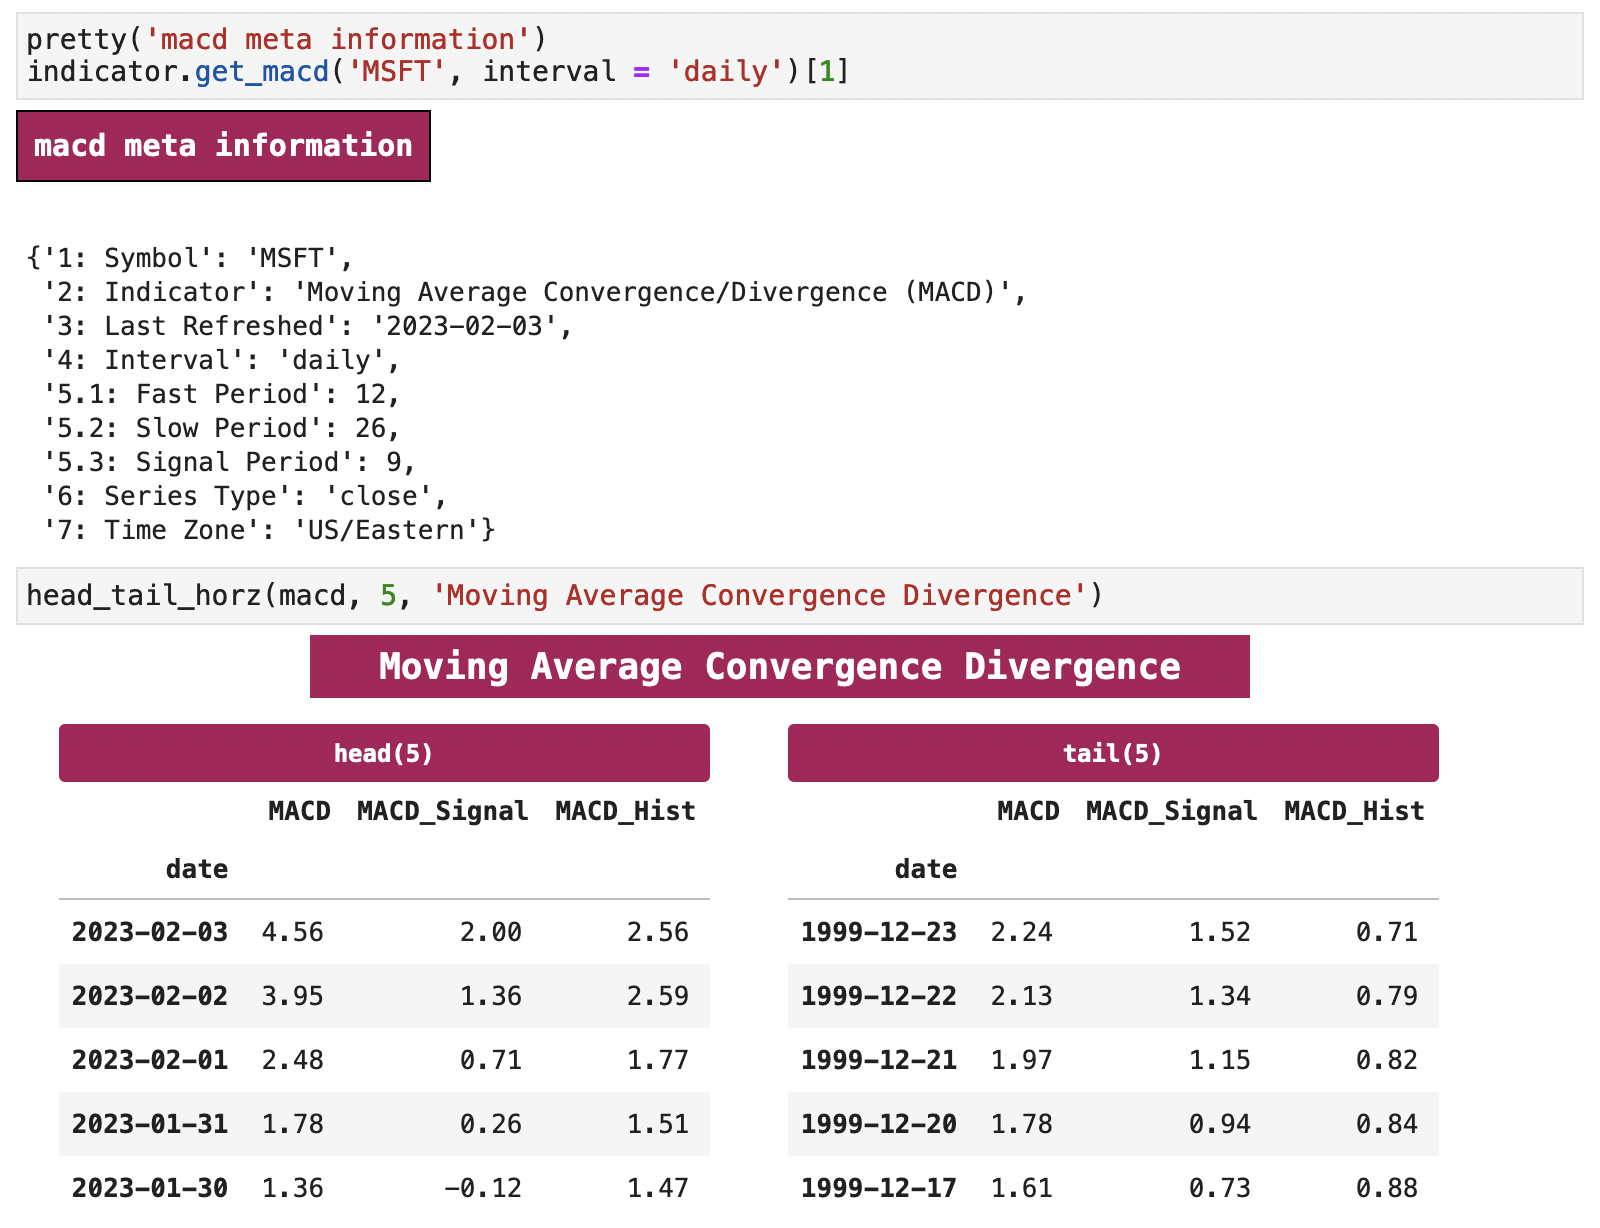 pretty('macd meta information')
indicator.get_macd('MSFT', interval = 'daily')[1]
macd meta information
{'1: Symbol': 'MSFT',
'2: Indicator': 'Moving Average Convergence/Divergence (MACD)',
'3: Last Refreshed': '2023-02-03',
'4: Interval': 'daily',
'5.1: Fast Period': 12,
'5.2: Slow Period': 26,
'5.3: Signal Period': 9,
'6: Series Type': 'close',
'7: Time Zone': 'US/Eastern'}
head_tail_horz(macd, 5, 'Moving Average Convergence Divergence')
Moving Average Convergence Divergence
head(5)
MACD MACD_Signal MACD_Hist
date
2023-02-03 4.56 2.00 2.56
2023-02-02 3.95 1.36 2.59
2023-02-01 2.48 0.71 1.77
2023-01-31 1.78 0.26 1.51
2023-01-30 1.36 -0.12 1.47
tail(5)
MACD MACD_Signal MACD_Hist
date
1999-12-23 2.24 1.52 0.71
1999-12-22 2.13 1.34 0.79
1999-12-21 1.97 1.15 0.82
1999-12-20 1.78 0.94 0.84
1999-12-17 1.61 0.73 0.88